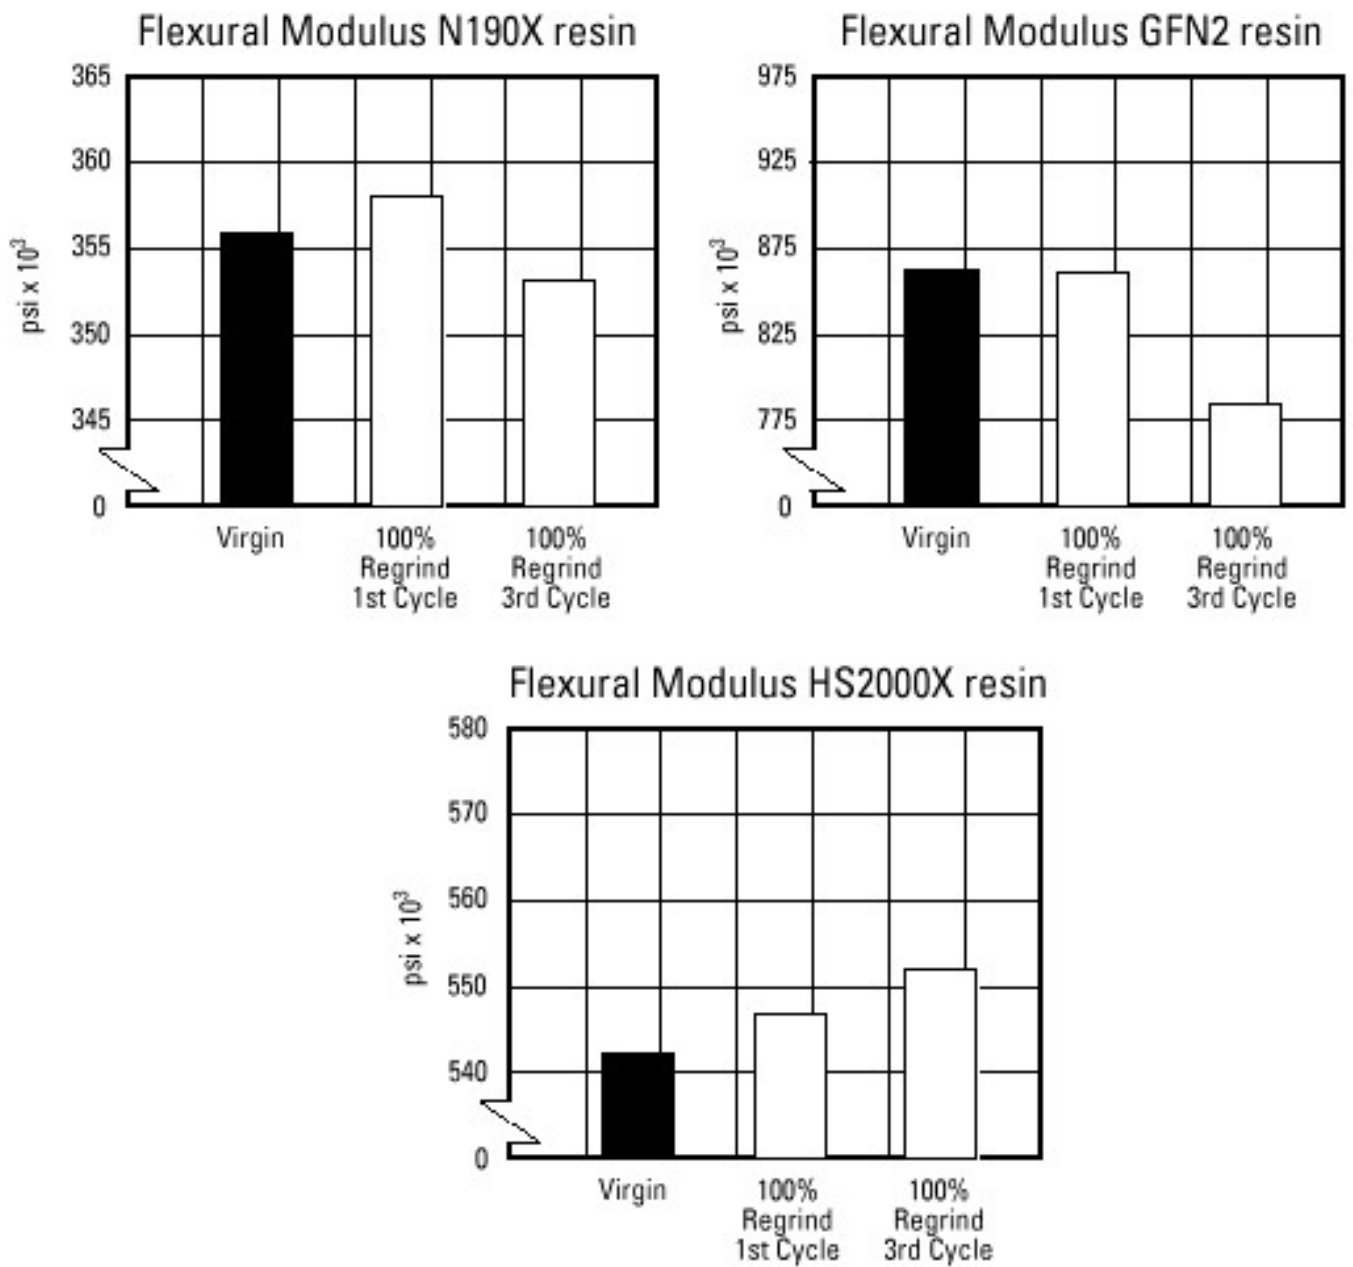 Flexural Modulus N190X resin
365
360
355
350
345
0
psi x 10³
Virgin
100%
Regrind
1st Cycle
100%
Regrind
3rd Cycle
Flexural Modulus GFN2 resin
975
925
875
825
775
0
psi x 10³
Virgin
100%
Regrind
1st Cycle
100%
Regrind
3rd Cycle
Flexural Modulus HS2000X resin
580
570
560
550
540
0
psi x 10³
Virgin
100%
Regrind
1st Cycle
100%
Regrind
3rd Cycle